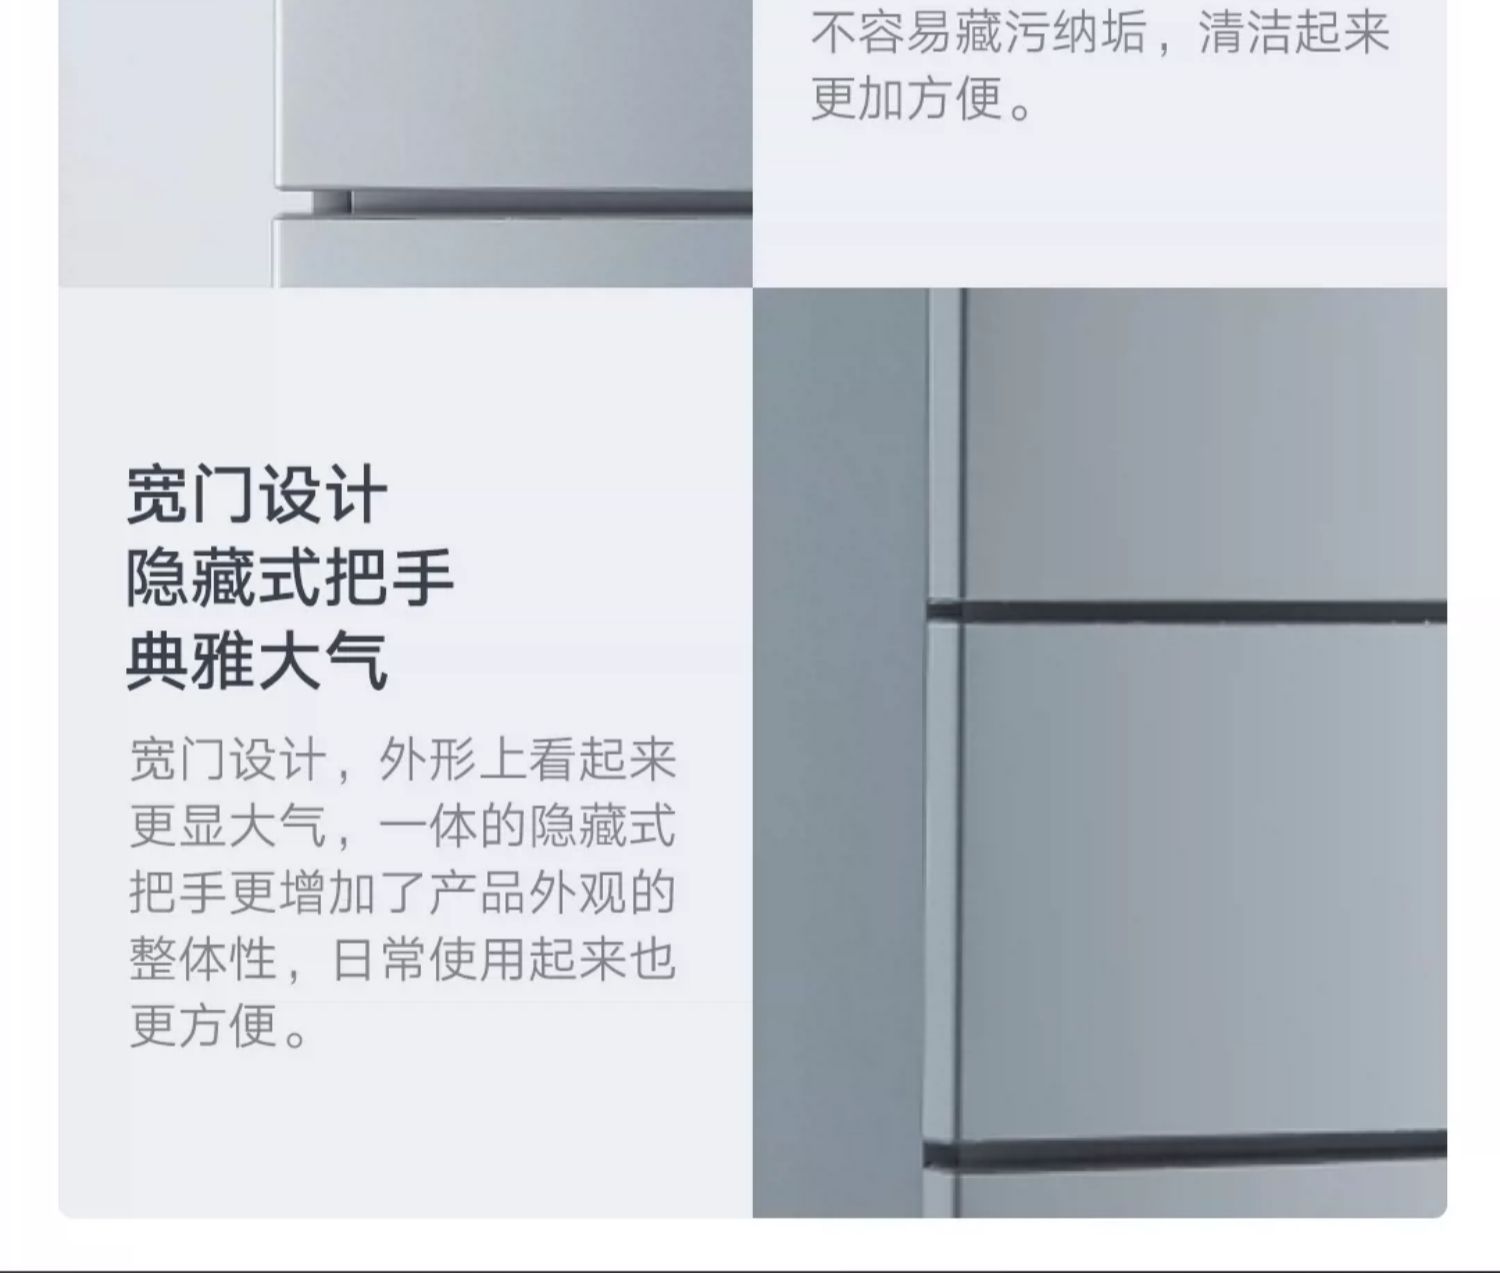 不容易藏污纳垢，清洁起来
更加方便。
宽门设计
隐藏式把手
典雅大气
宽门设计，外形上看起来
更显大气，一体的隐藏式
把手更增加了产品外观的
整体性，日常使用起来也
更方便。